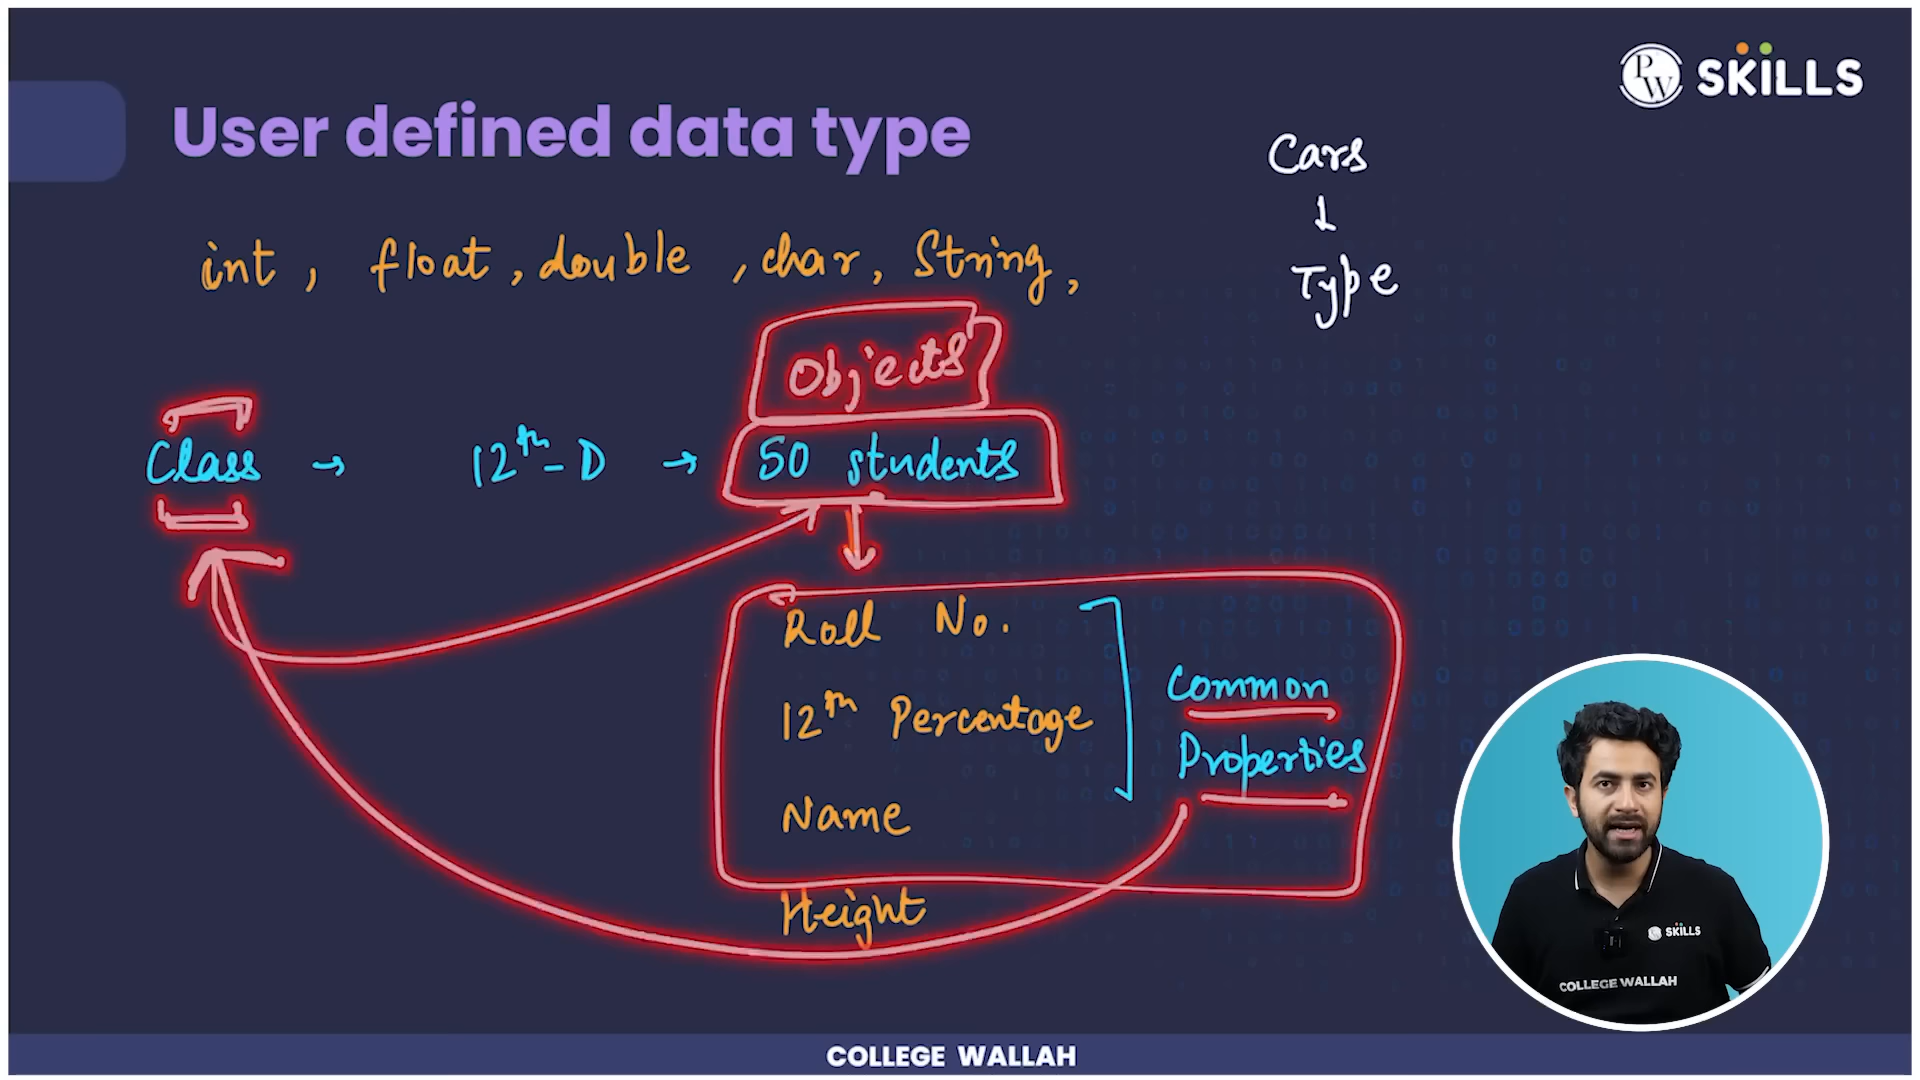 PW SKILLS
User defined data type
Cars
Type
int, float, double, char, String,
Objects
Class → 12th-D → 50 students
Roll No.
12th Percentage
Common
Properties
Name
Height
SKILLS
COLLEGE WALLAH
COLLEGE WALLAH